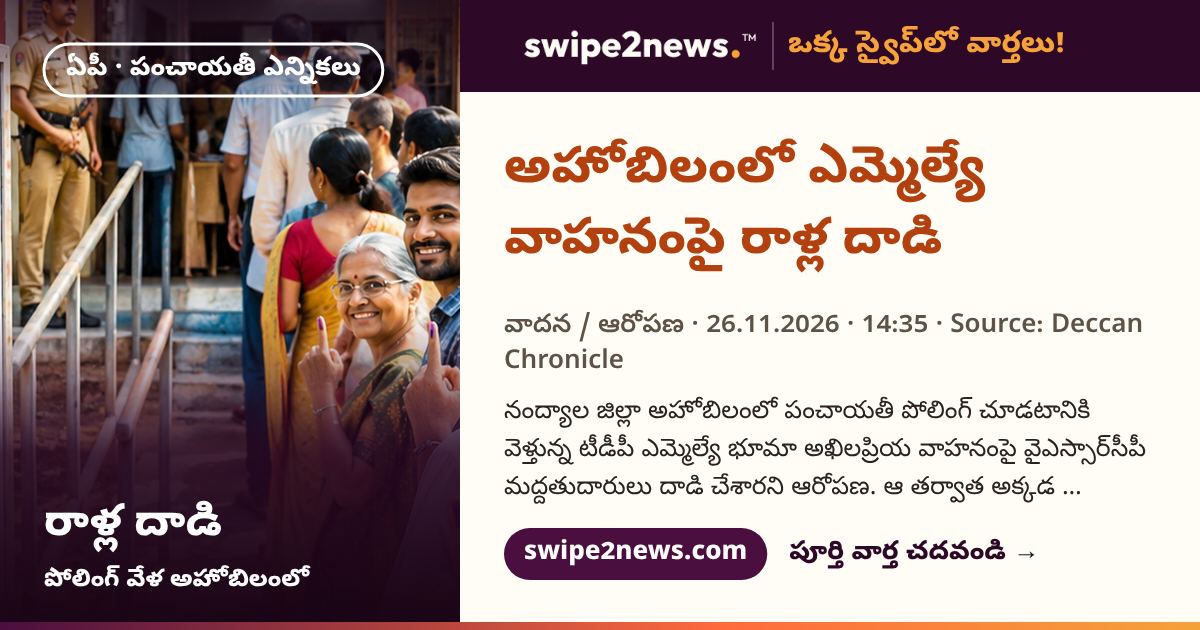 ఏపీ · పంచాయతీ ఎన్నికలు
రాళ్ల దాడి
పోలింగ్ వేళ అహోబిలంలో
swipe2news.™
ఒక్క స్వైప్‌లో వార్తలు!
అహోబిలంలో ఎమ్మెల్యే
వాహనంపై రాళ్ల దాడి
వాదన / ఆరోపణ · 26.11.2026 · 14:35 · Source: Deccan
Chronicle
నంద్యాల జిల్లా అహోబిలంలో పంచాయతీ పోలింగ్ చూడటానికి
వెళ్తున్న టీడీపీ ఎమ్మెల్యే భూమా అఖిలప్రియ వాహనంపై వైఎస్సార్‌సీపీ
మద్దతుదారులు దాడి చేశారని ఆరోపణ. ఆ తర్వాత అక్కడ ...
swipe2news.com
పూర్తి వార్త చదవండి →